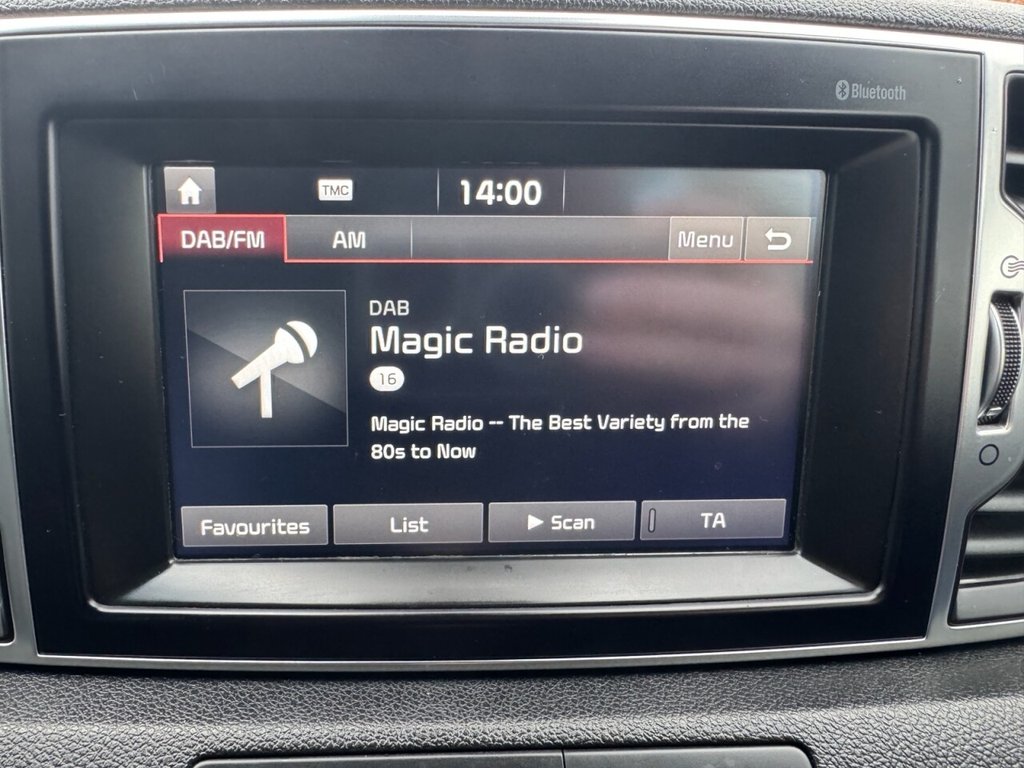 Bluetooth
TMC
14:00
DAB/FM AM Menu
DAB
Magic Radio
16
Magic Radio -- The Best Variety from the
80s to Now
Favourites List Scan TA